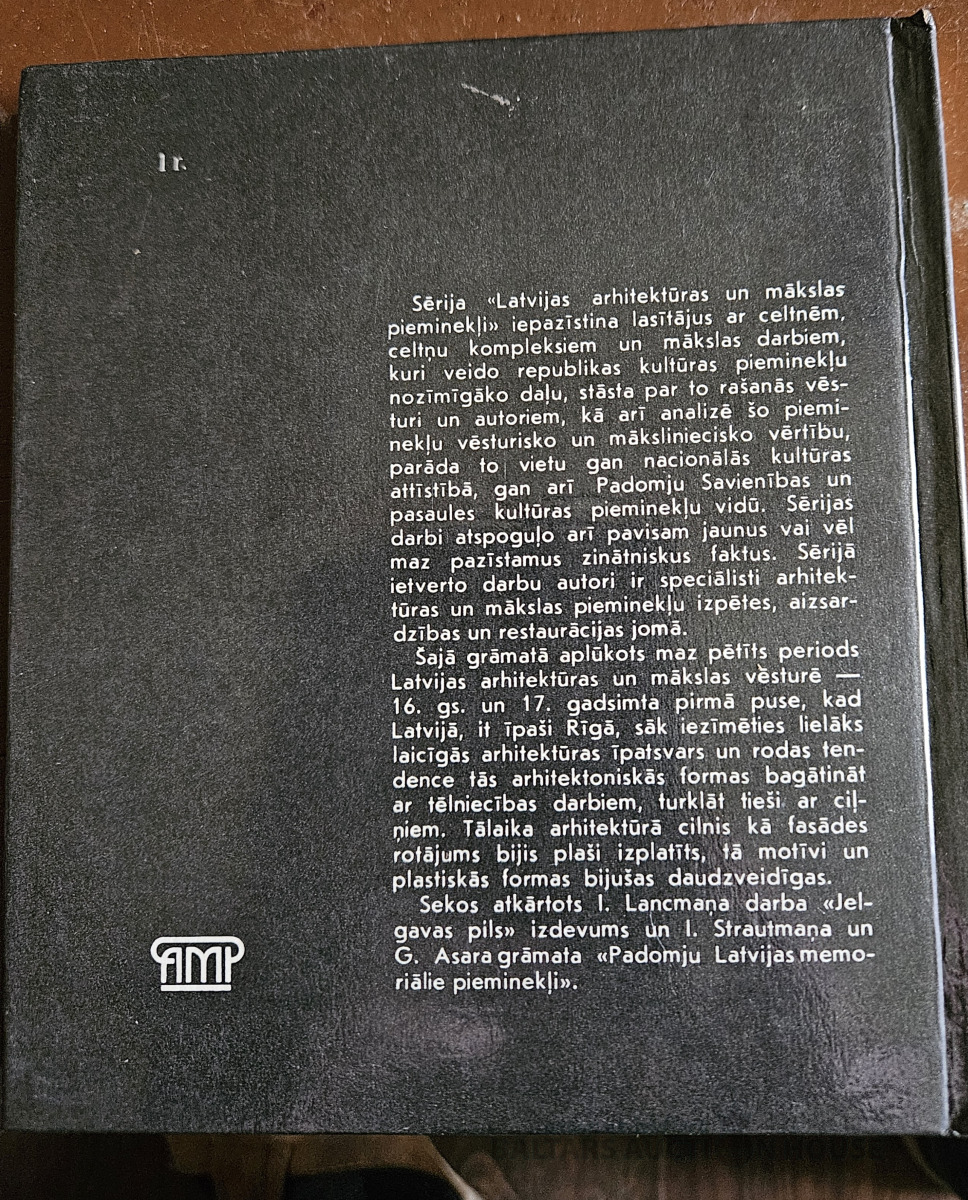 1 r.
Sērija «Latvijas arhitektūras un mākslas
pieminekļi» iepazīstina lasītājus ar celtnēm,
celtņu kompleksiem un mākslas darbiem,
kuri veido republikas kultūras pieminekļu
nozīmīgāko daļu, stāsta par to rašanās vēs-
turi un autoriem, kā arī analizē šo piemi-
nekļu vēsturisko un māksliniecisko vērtību,
parāda to vietu gan nacionālās kultūras
attīstībā, gan arī Padomju Savienības un
pasaules kultūras pieminekļu vidū. Sērijas
darbi atspoguļo arī pavisam jaunus vai vēl
maz pazīstamus zinātniskus faktus. Sērijā
ietverto darbu autori ir speciālisti arhitek-
tūras un mākslas pieminekļu izpētes, aizsar-
dzības un restaurācijas jomā.
Šajā grāmatā aplūkots maz pētīts periods
Latvijas arhitektūras un mākslas vēsturē —
16. gs. un 17. gadsimta pirmā puse, kad
Latvijā, it īpaši Rīgā, sāk iezīmēties lielāks
laicīgās arhitektūras īpatsvars un rodas ten-
dence tās arhitektoniskās formas bagātināt
ar tēlniecības darbiem, turklāt tieši ar ciļ-
ņiem. Tālaika arhitektūrā cilnis kā fasādes
rotājums bijis plaši izplatīts, tā motīvi un
plastiskās formas bijušas daudzveidīgas.
Sekos atkārtots I. Lancmaņa darba «Jel-
gavas pils» izdevums un I. Strautmaņa un
G. Asara grāmata «Padomju Latvijas memo-
riālie pieminekļi».
AMP
BALTARS AUCTION HOUSE